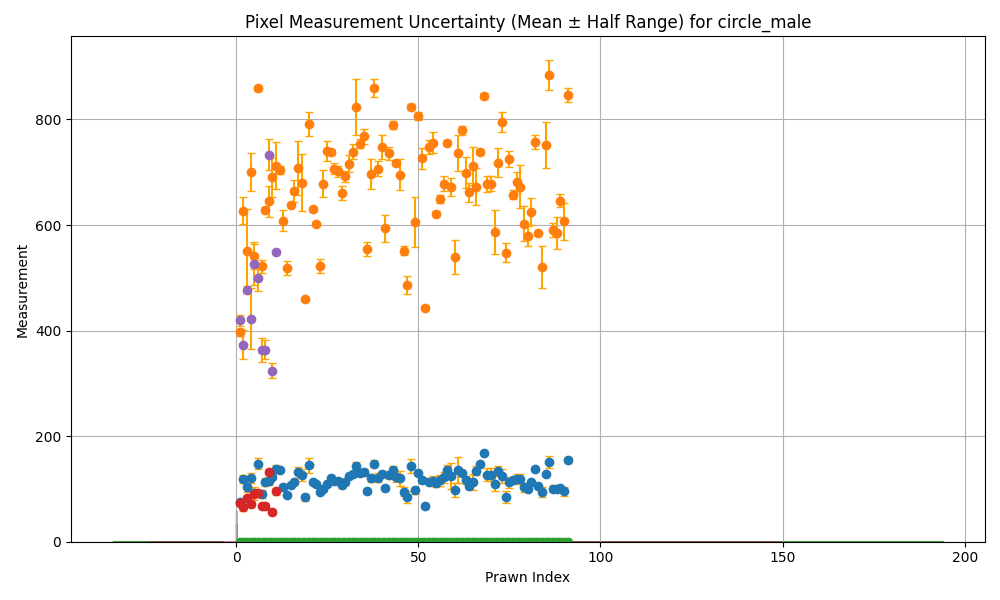 Pixel Measurement Uncertainty (Mean ± Half Range) for circle_male
Measurement
800
600
400
200
0
0 50 100 150 200
Prawn Index